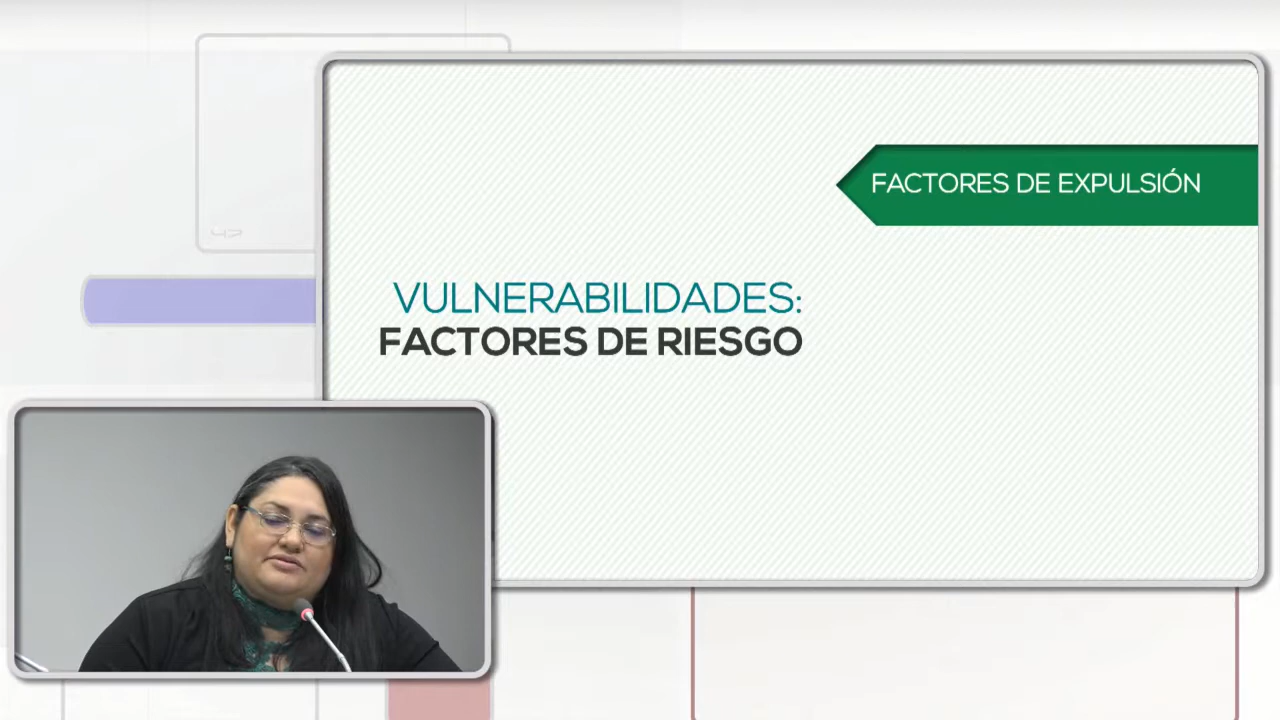 FACTORES DE EXPULSIÓN
VULNERABILIDADES:
FACTORES DE RIESGO